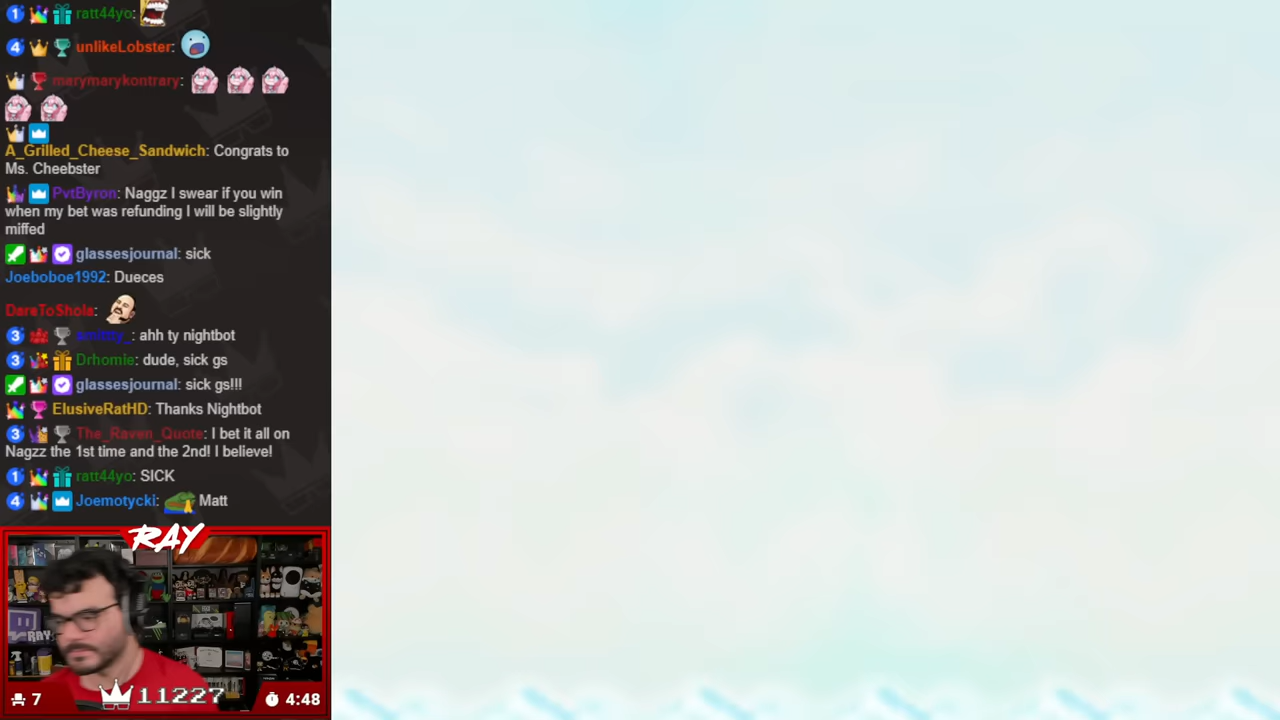 ratt44yo:
unlikeLobster:
marymarykontrary:
A_Grilled_Cheese_Sandwich: Congrats to
Ms. Cheebster
PvtByron: Naggz I swear if you win
when my bet was refunding I will be slightly
miffed
glassesjournal: sick
Joeboboe1992: Dueces
DareToShola:
: ahh ty nightbot
Drhomie: dude, sick gs
glassesjournal: sick gs!!!
ElusiveRatHD: Thanks Nightbot
The_Raven_Quote: I bet it all on
Nagzz the 1st time and the 2nd! I believe!
ratt44yo: SICK
Joemotycki: Matt
RAY
RAY
7 11227 4:48